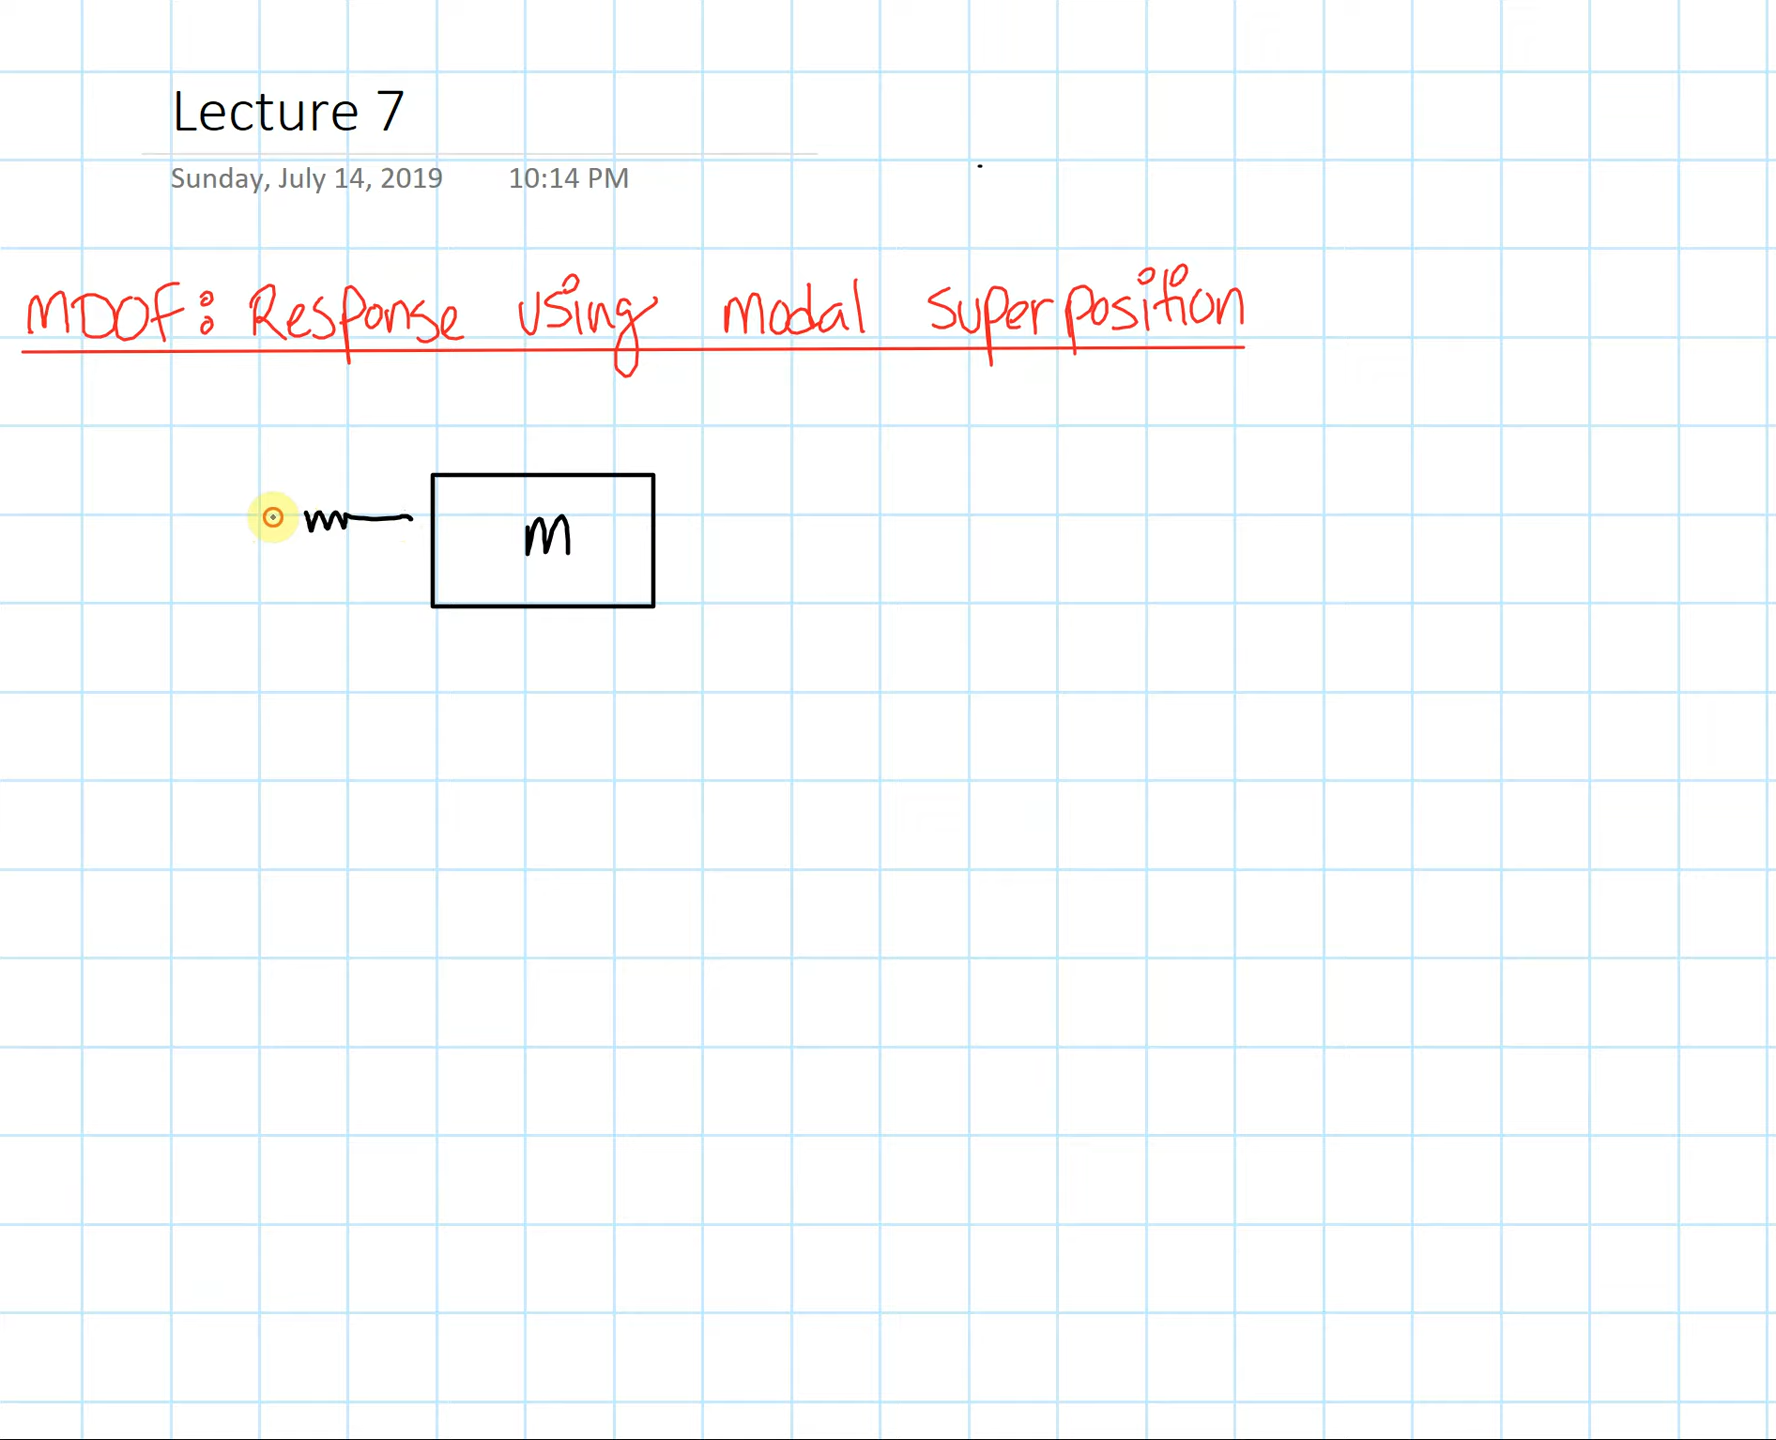 Lecture 7
Sunday, July 14, 2019 10:14 PM
MDOF: Response using modal superposition
m